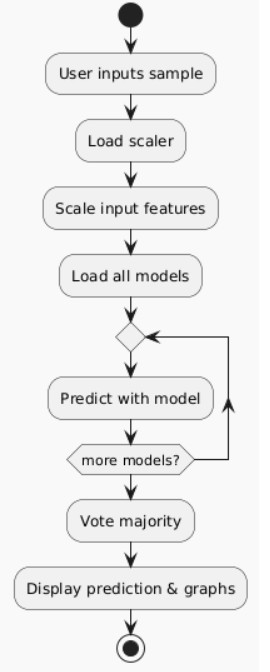 User inputs sample
Load scaler
Scale input features
Load all models
Predict with model
more models?
Vote majority
Display prediction & graphs